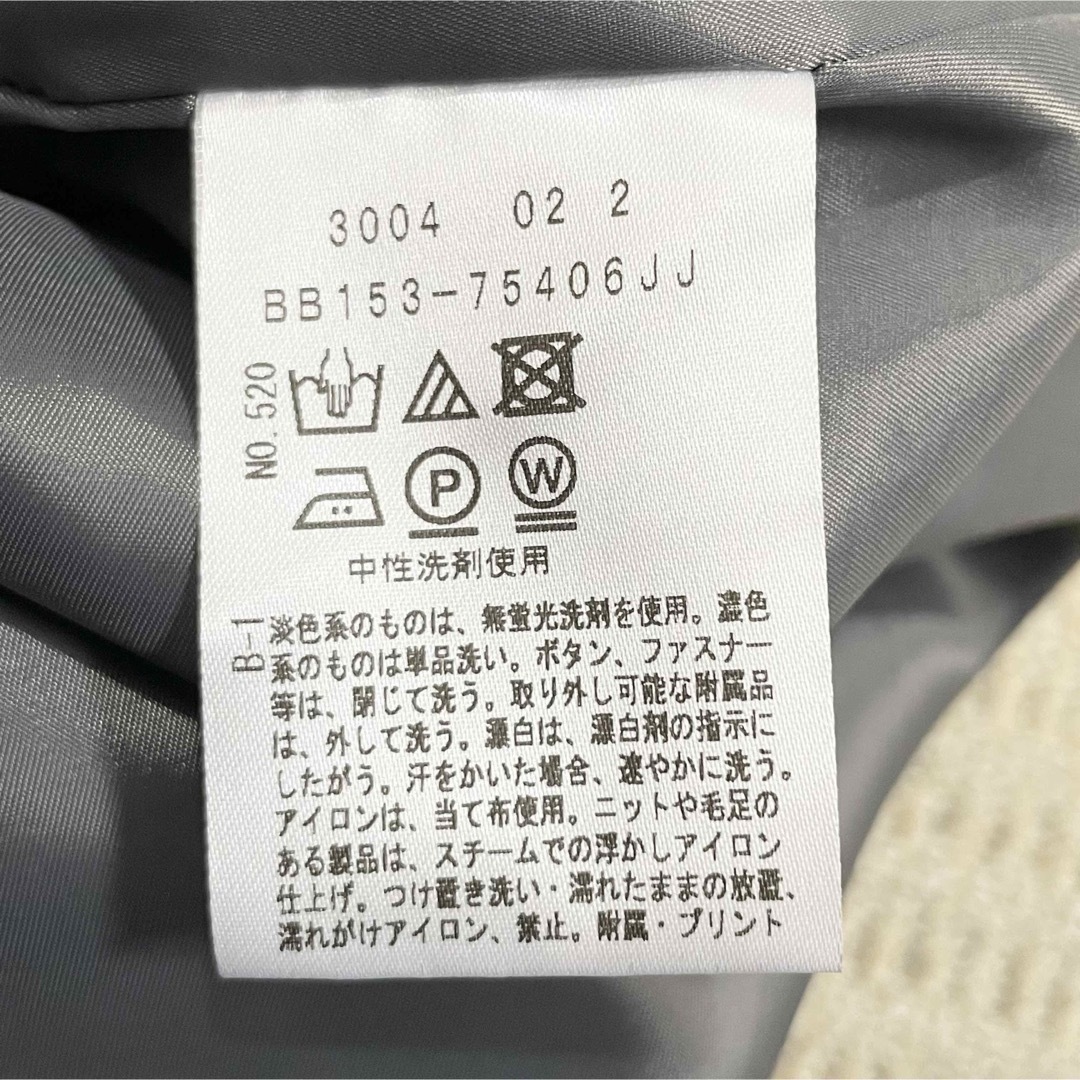 3004 02 2
BB153-75406JJ
NO.520
P
W
中性洗剤使用
B-1
淡色系のものは、無蛍光洗剤を使用。濃色
系のものは単品洗い。ボタン、ファスナー
等は、閉じて洗う。取り外し可能な附属品
は、外して洗う。漂白は、漂白剤の指示に
したがう。汗をかいた場合、速やかに洗う。
アイロンは、当て布使用。ニットや毛足の
ある製品は、スチームでの浮かしアイロン
仕上げ。つけ置き洗い・濡れたままの放置、
濡れがけアイロン、禁止。附属・プリント